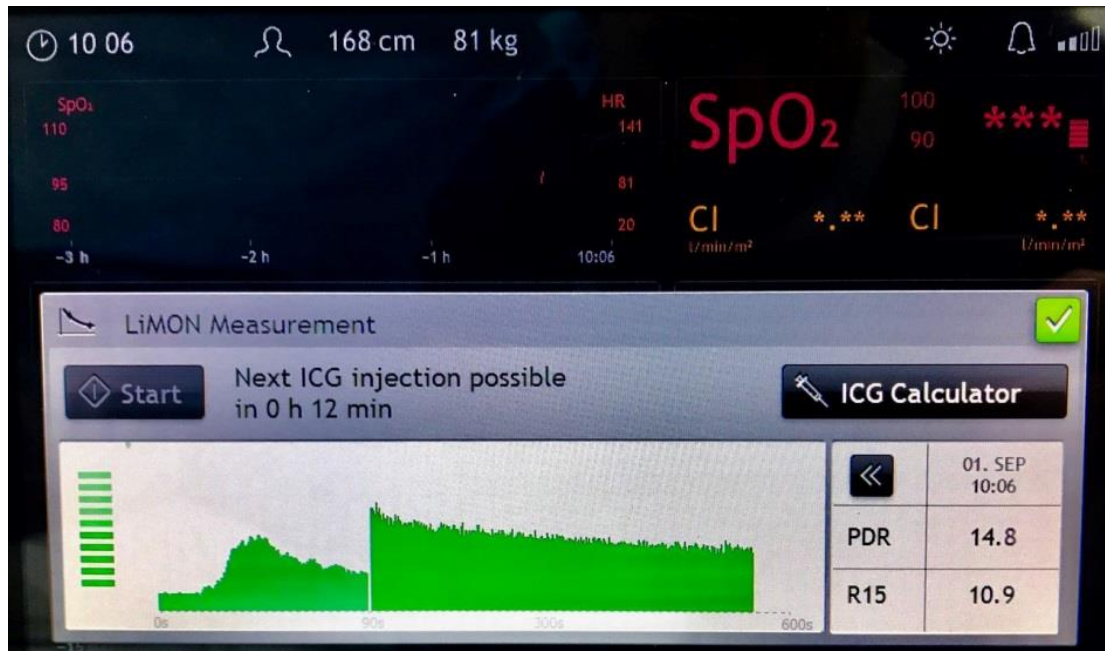 10 06 168 cm 81 kg
SpO₂ HR
110 141
95 81
80 20
-3 h -2 h -1 h 10:06
SpO₂ 100 ***
90
CI *.** CI *.**
l/min/m² l/min/m²
LiMON Measurement
Start
Next ICG injection possible
in 0 h 12 min
ICG Calculator
0s 90s 300s 600s
01. SEP
10:06
PDR 14.8
R15 10.9